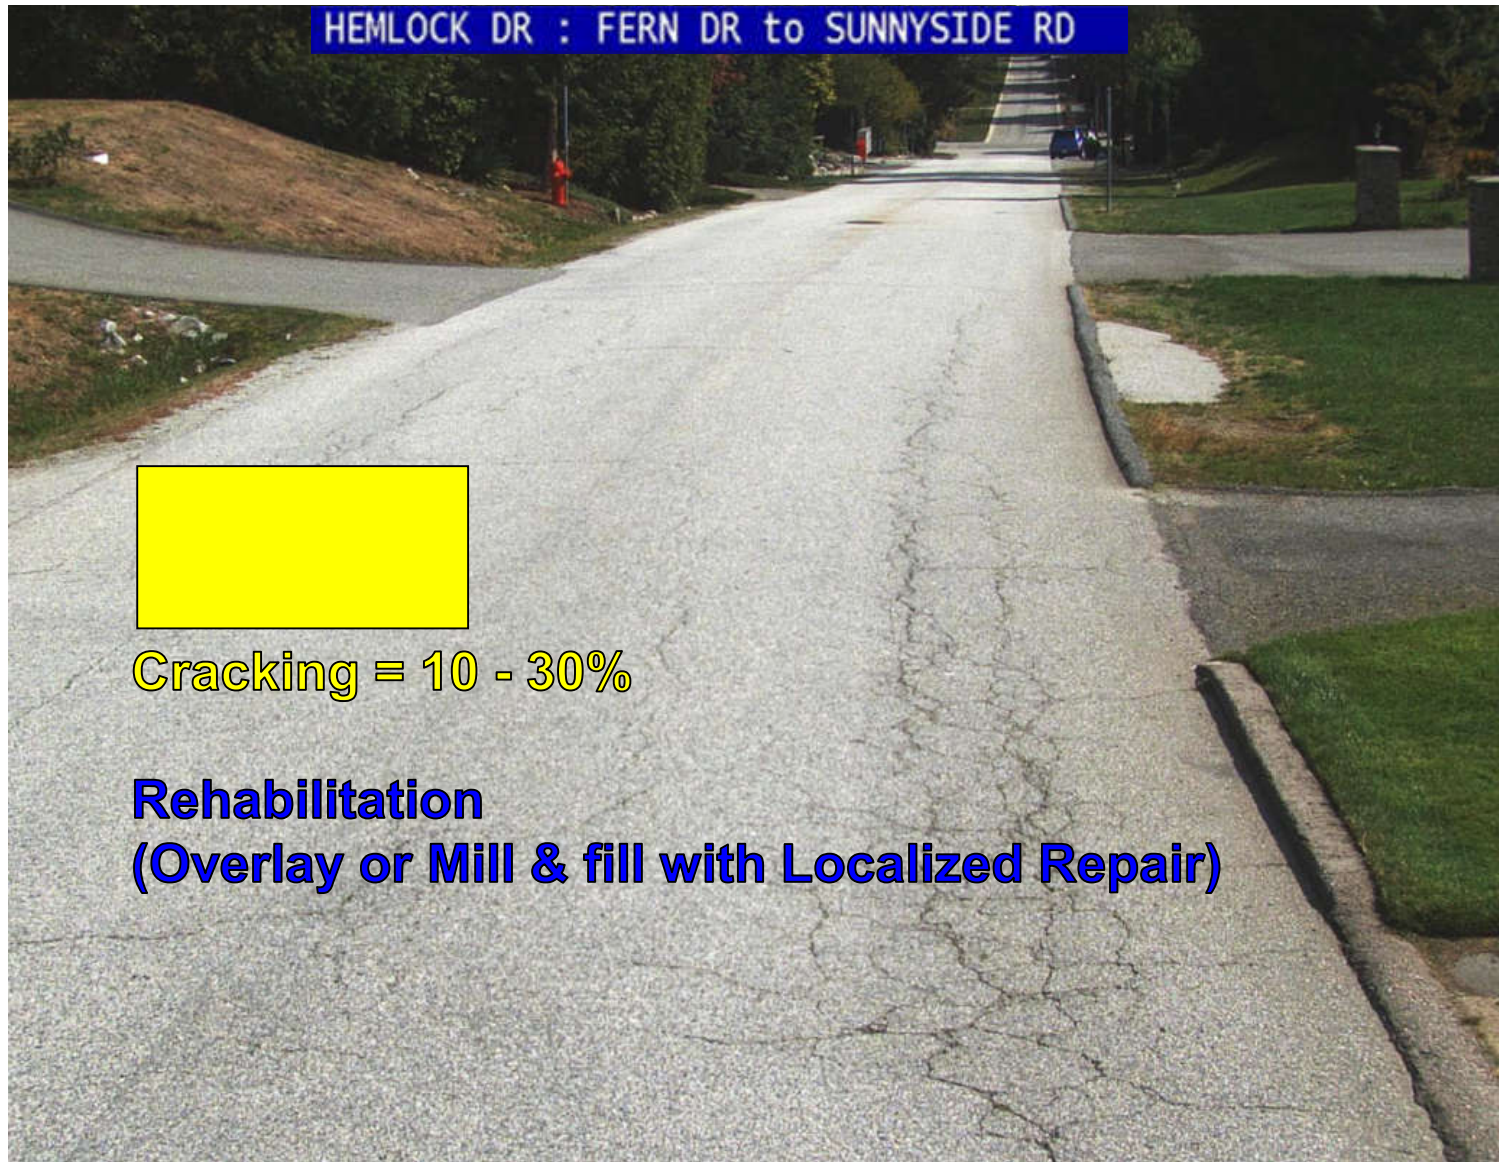 HEMLOCK DR : FERN DR to SUNNYSIDE RD
Cracking = 10 - 30%
Rehabilitation
(Overlay or Mill & fill with Localized Repair)